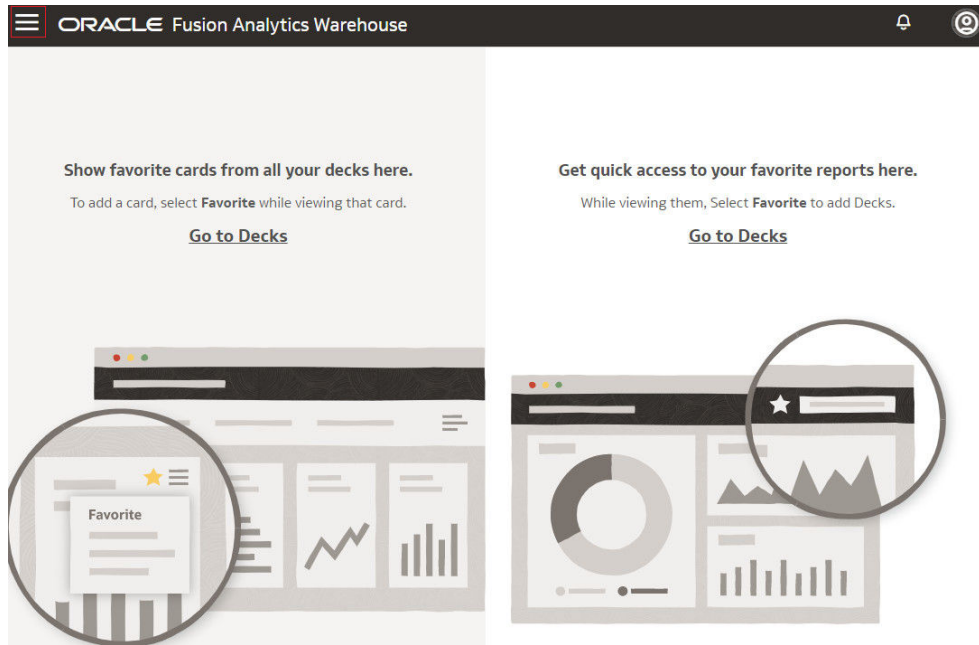 ORACLE Fusion Analytics Warehouse
Show favorite cards from all your decks here.
To add a card, select Favorite while viewing that card.
Go to Decks
Favorite
Get quick access to your favorite reports here.
While viewing them, Select Favorite to add Decks.
Go to Decks